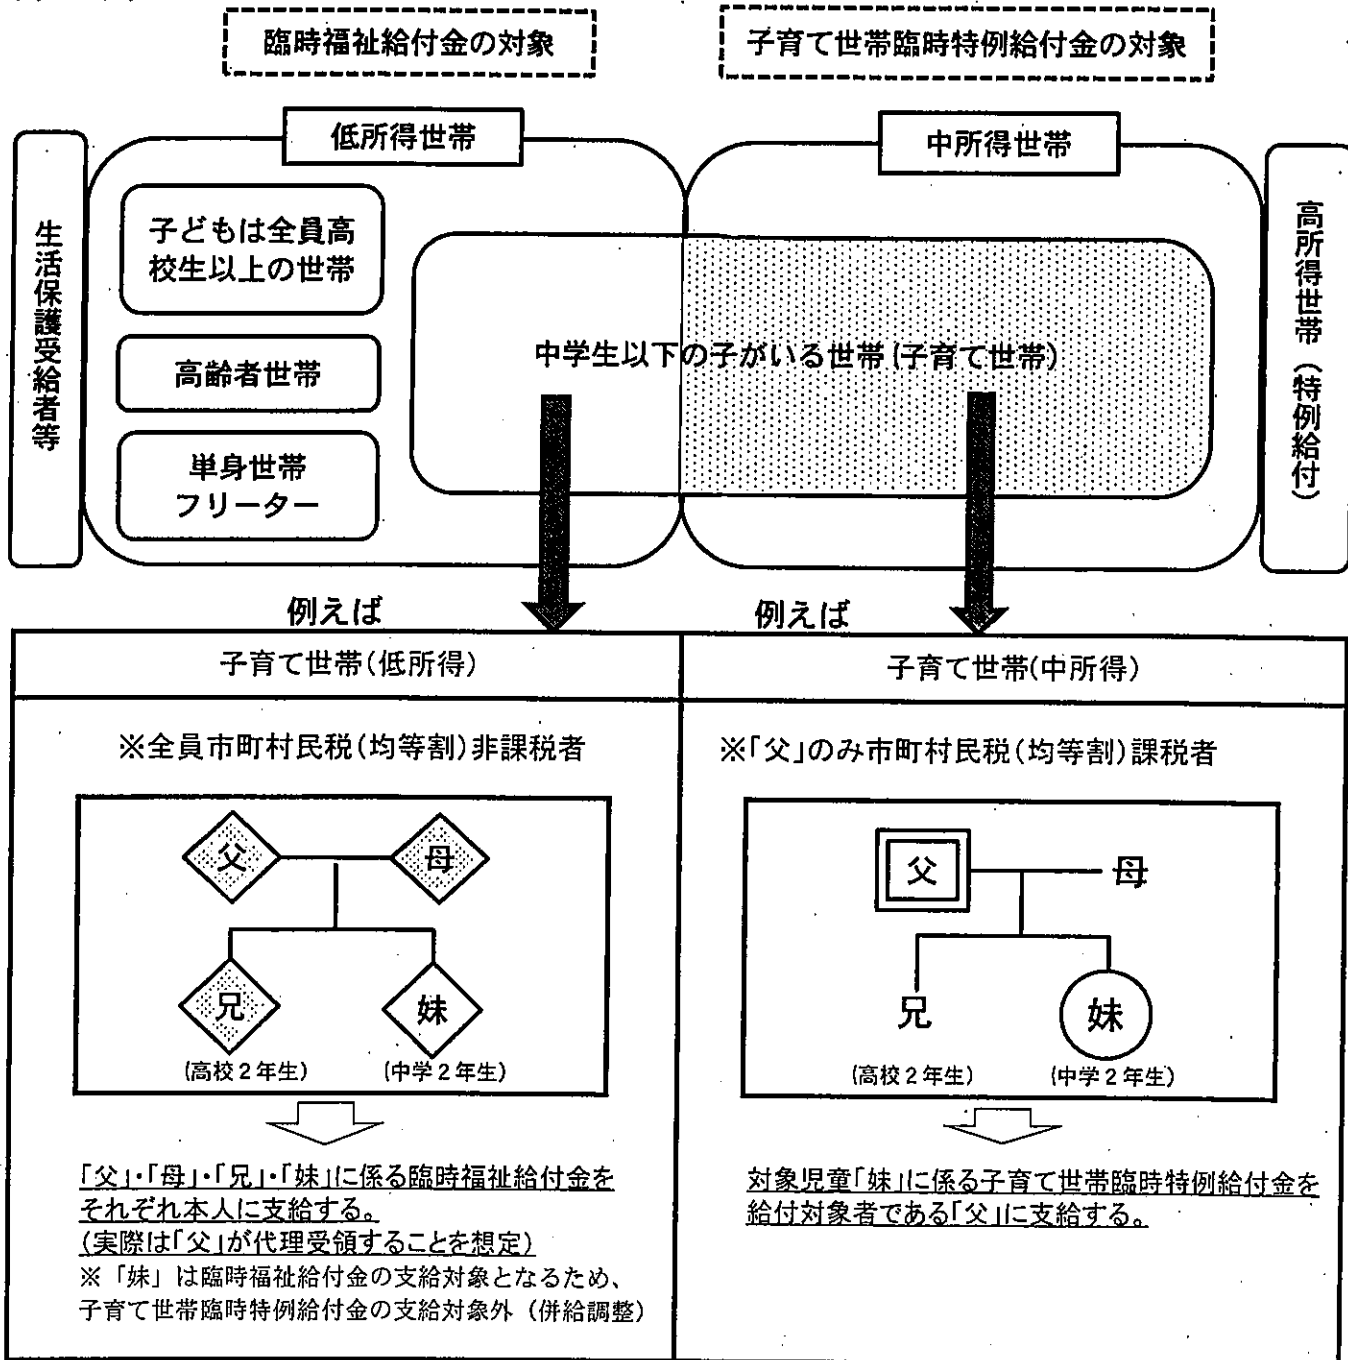 臨時福祉給付金の対象
子育て世帯臨時特例給付金の対象
低所得世帯
中所得世帯
生活保護受給者等
子どもは全員高
校生以上の世帯
高齢者世帯
単身世帯
フリーター
中学生以下の子がいる世帯(子育て世帯)
高所得世帯(特例給付)
例えば
例えば
子育て世帯(低所得)
子育て世帯(中所得)
※全員市町村民税(均等割)非課税者
※「父」のみ市町村民税(均等割)課税者
父
母
兄
妹
(高校2年生)
(中学2年生)
父
母
兄
妹
(高校2年生)
(中学2年生)
「父」・「母」・「兄」・「妹」に係る臨時福祉給付金を
それぞれ本人に支給する。
(実際は「父」が代理受領することを想定)
※「妹」は臨時福祉給付金の支給対象となるため、
子育て世帯臨時特例給付金の支給対象外(併給調整)
対象児童「妹」に係る子育て世帯臨時特例給付金を
給付対象者である「父」に支給する。